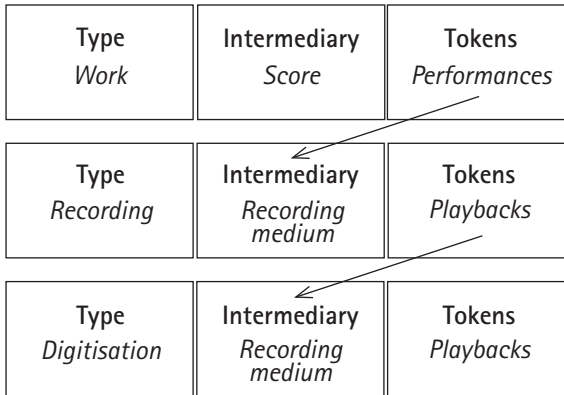 Type Intermediary Tokens
Work Score Performances
Type Intermediary Tokens
Recording Recording Playbacks
medium
Type Intermediary Tokens
Digitisation Recording Playbacks
medium